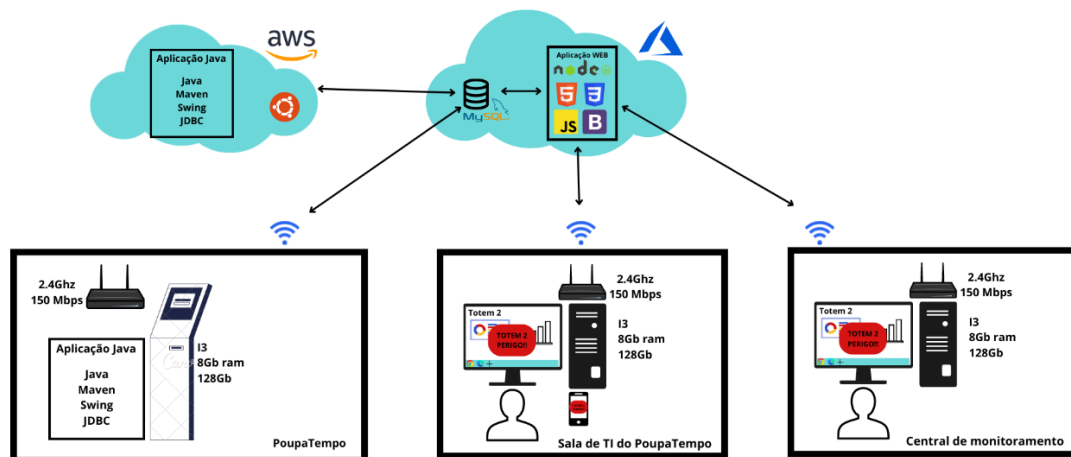 aws
Aplicação Java
Java
Maven
Swing
JDBC
MySQL
Aplicação WEB
node
5
3
JS
B
2.4Ghz
150 Mbps
I3
8Gb ram
128Gb
Aplicação Java
Java
Maven
Swing
JDBC
PoupaTempo
2.4Ghz
150 Mbps
Totem 2
TOTEM 2
PERIGO!!
I3
8Gb ram
128Gb
Sala de TI do PoupaTempo
2.4Ghz
150 Mbps
Totem 2
TOTEM 2
PERIGO!!
I3
8Gb ram
128Gb
Central de monitoramento